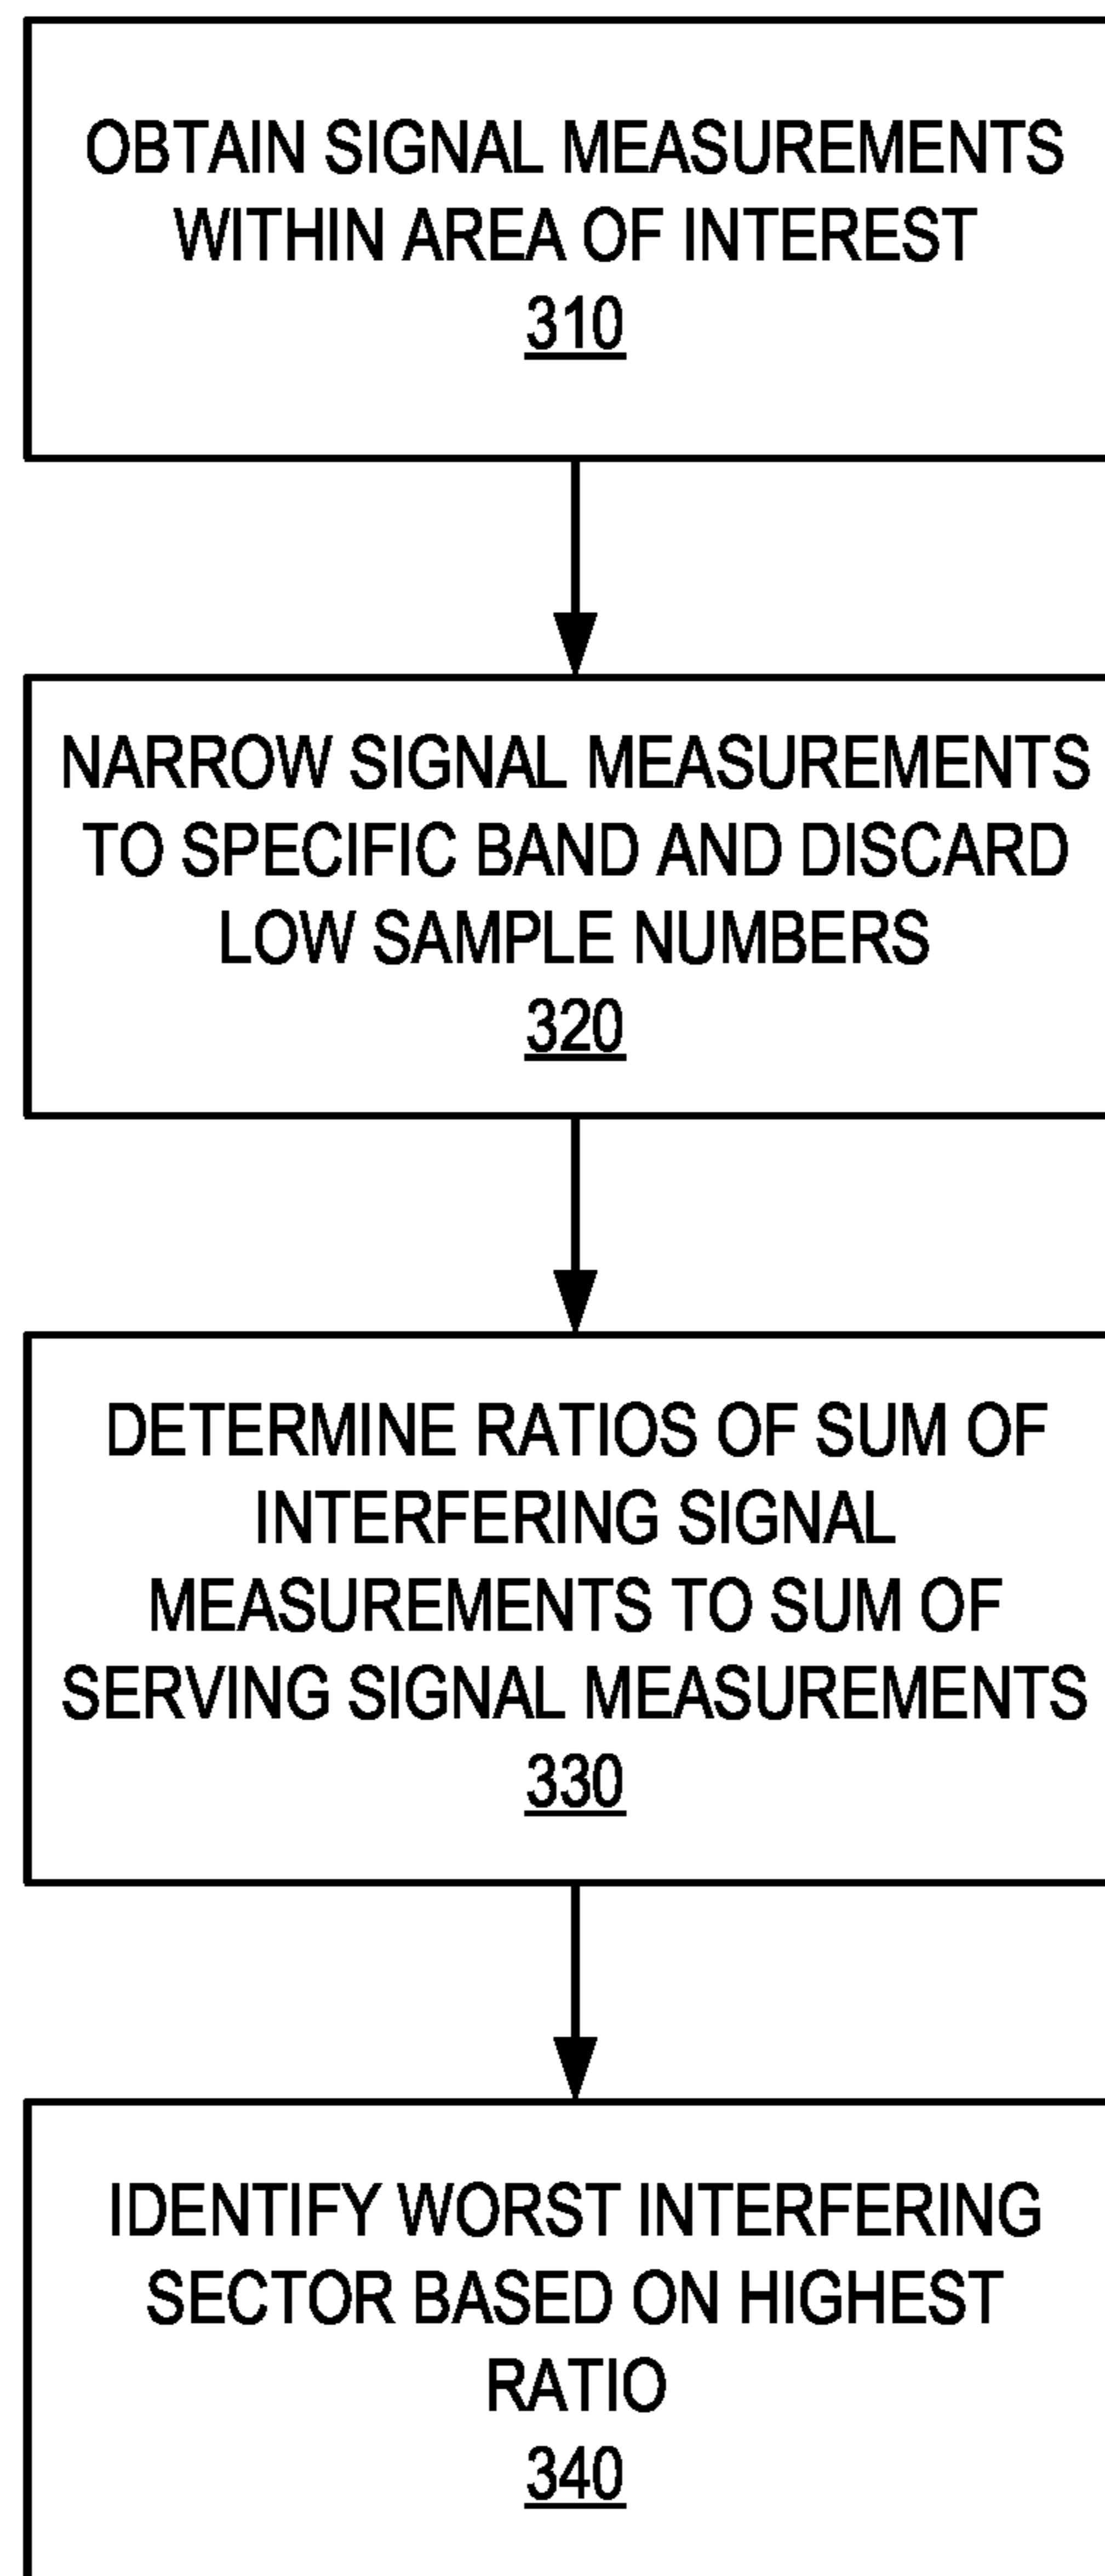 OBTAIN SIGNAL MEASUREMENTS
WITHIN AREA OF INTEREST
310
NARROW SIGNAL MEASUREMENTS
TO SPECIFIC BAND AND DISCARD
LOW SAMPLE NUMBERS
320
DETERMINE RATIOS OF SUM OF
INTERFERING SIGNAL
MEASUREMENTS TO SUM OF
SERVING SIGNAL MEASUREMENTS
330
IDENTIFY WORST INTERFERING
SECTOR BASED ON HIGHEST
RATIO
340